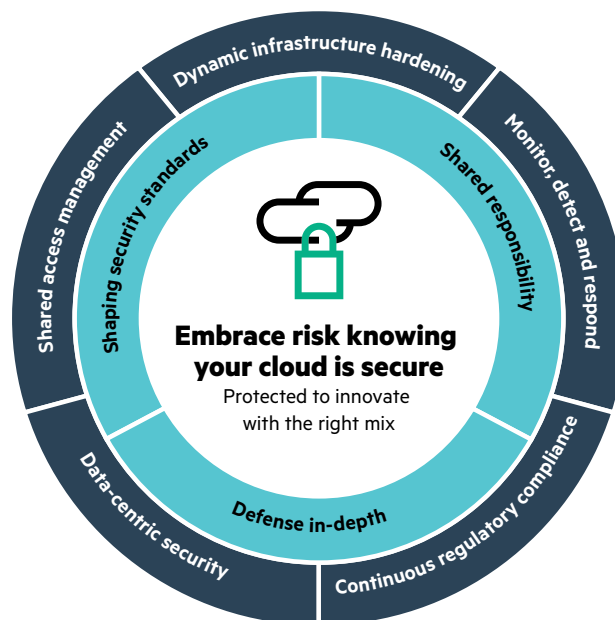 Dynamic infrastructure hardening
Monitor, detect and respond
Continuous regulatory compliance
Data-centric security
Shared access management
Shaping security standards
Shared responsibility
Defense in-depth
Embrace risk knowing
your cloud is secure
Protected to innovate
with the right mix